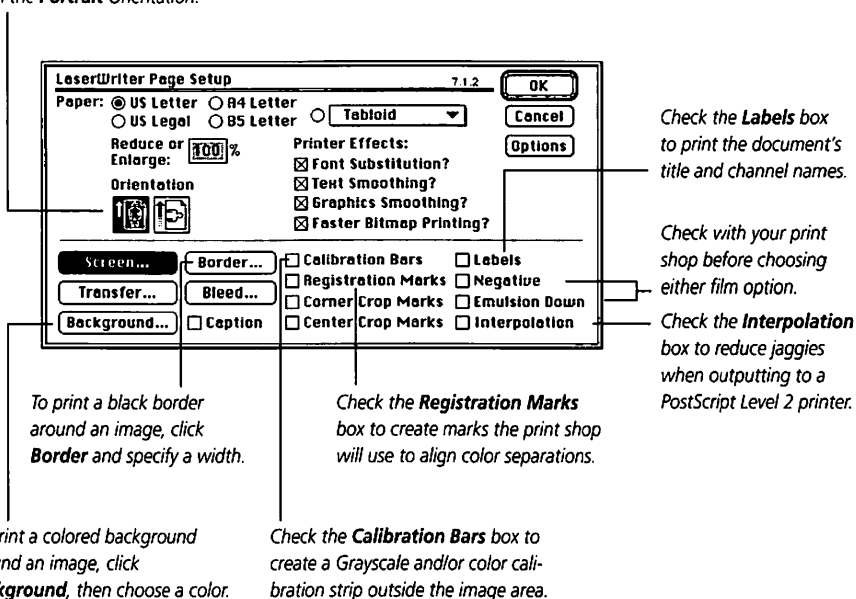 the Portrait Orientation.
LaserWriter Page Setup 7.1.2 OK
Paper: US Letter A4 Letter
US Legal B5 Letter Tabloid Cancel
Reduce or Enlarge: 100 % Printer Effects: Options
Font Substitution?
Orientation Text Smoothing?
Graphics Smoothing?
Faster Bitmap Printing?
Screen... Border... Calibration Bars Labels
Transfer... Bleed... Registration Marks Negative
Corner Crop Marks Emulsion Down
Background... Caption Center Crop Marks Interpolation
Check the Labels box
to print the document's
title and channel names.
Check with your print
shop before choosing
either film option.
Check the Interpolation
box to reduce jaggies
when outputting to a
PostScript Level 2 printer.
To print a black border
around an image, click
Border and specify a width.
Check the Registration Marks
box to create marks the print shop
will use to align color separations.
print a colored background
an image, click
then choose a color.
Check the Calibration Bars box to
create a Grayscale and/or color cali-
bration strip outside the image area.